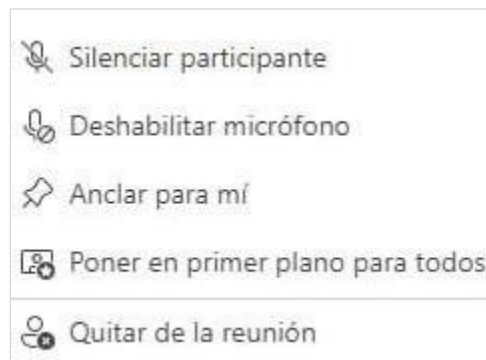 Silenciar participante
Deshabilitar micrófono
Anclar para mí
Poner en primer plano para todos
Quitar de la reunión